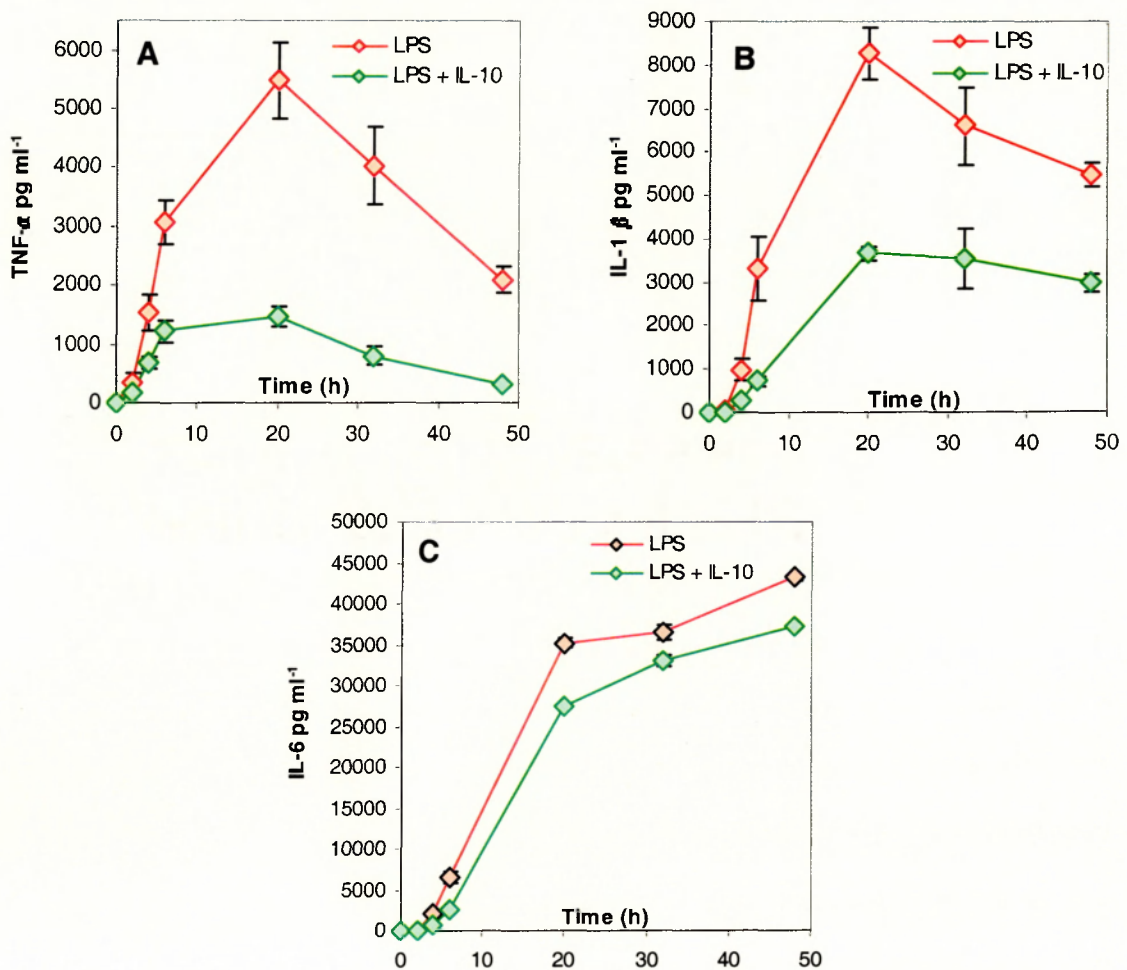 A
LPS
LPS + IL-10
TNF-α pg ml⁻¹
6000
5000
4000
3000
2000
1000
0
Time (h)
0 10 20 30 40 50
B
LPS
LPS + IL-10
IL-1 β pg ml⁻¹
9000
8000
7000
6000
5000
4000
3000
2000
1000
0
Time (h)
0 10 20 30 40 50
C
LPS
LPS + IL-10
IL-6 pg ml⁻¹
50000
45000
40000
35000
30000
25000
20000
15000
10000
5000
0
Time (h)
0 10 20 30 40 50